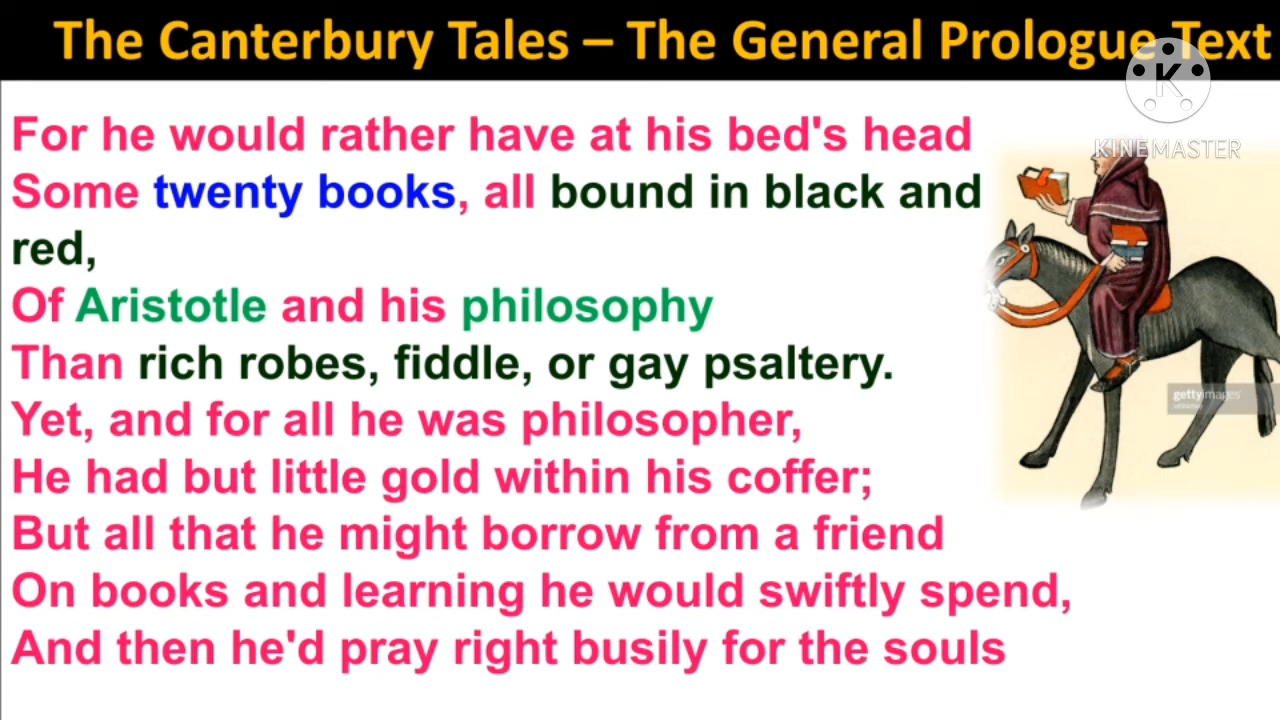 The Canterbury Tales – The General Prologue Text
K
KINEMASTER
For he would rather have at his bed's head
Some twenty books, all bound in black and
red,
Of Aristotle and his philosophy
Than rich robes, fiddle, or gay psaltery.
Yet, and for all he was philosopher,
He had but little gold within his coffer;
But all that he might borrow from a friend
On books and learning he would swiftly spend,
And then he'd pray right busily for the souls
gettyimages